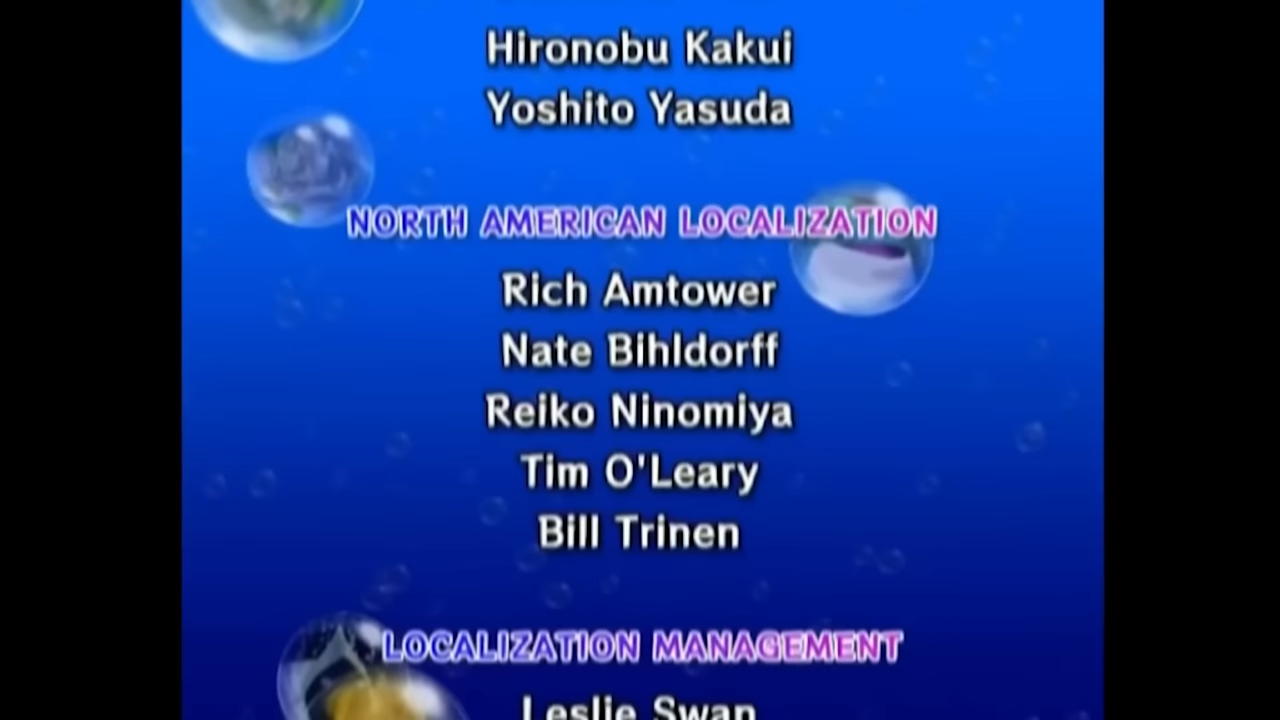 Hironobu Kakui
Yoshito Yasuda
NORTH AMERICAN LOCALIZATION
Rich Amtower
Nate Bihldorff
Reiko Ninomiya
Tim O'Leary
Bill Trinen
LOCALIZATION MANAGEMENT
Leslie Swan